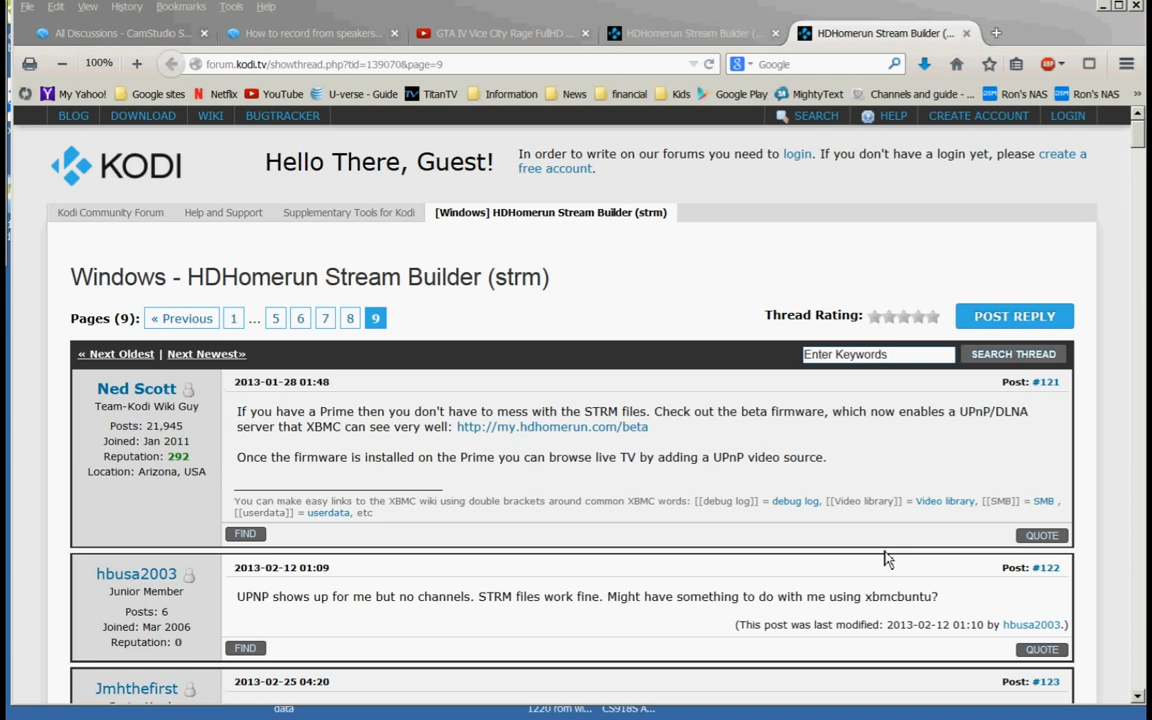 File Edit View History Bookmarks Tools Help
All Discussions - CamStudio S... × How to record from speakers... × GTA IV Vice City Rage FullHD ... × HDHomerun Stream Builder (... × HDHomerun Stream Builder (... ×
100% forum.kodi.tv/showthread.php?tid=139070&page=9 Google
My Yahoo! Google sites Netflix YouTube U-verse - Guide TitanTV Information News financial Kids Google Play MightyText Channels and guide - ... Ron's NAS Ron's NAS »
BLOG DOWNLOAD WIKI BUGTRACKER SEARCH HELP CREATE ACCOUNT LOGIN
KODI Hello There, Guest! In order to write on our forums you need to login. If you don't have a login yet, please create a
free account.
Kodi Community Forum Help and Support Supplementary Tools for Kodi [Windows] HDHomerun Stream Builder (strm)
Windows - HDHomerun Stream Builder (strm)
Pages (9): « Previous 1 ... 5 6 7 8 9 Thread Rating: POST REPLY
« Next Oldest | Next Newest» Enter Keywords SEARCH THREAD
Ned Scott 2013-01-28 01:48 Post: #121
Team-Kodi Wiki Guy
Posts: 21,945
Joined: Jan 2011
Reputation: 292
Location: Arizona, USA
If you have a Prime then you don't have to mess with the STRM files. Check out the beta firmware, which now enables a UPnP/DLNA
server that XBMC can see very well: http://my.hdhomerun.com/beta
Once the firmware is installed on the Prime you can browse live TV by adding a UPnP video source.
You can make easy links to the XBMC wiki using double brackets around common XBMC words: [[debug log]] = debug log, [[Video library]] = Video library, [[SMB]] = SMB ,
[[userdata]] = userdata, etc
FIND QUOTE
hbusa2003 2013-02-12 01:09 Post: #122
Junior Member
Posts: 6
Joined: Mar 2006
Reputation: 0
UPNP shows up for me but no channels. STRM files work fine. Might have something to do with me using xbmcbuntu?
(This post was last modified: 2013-02-12 01:10 by hbusa2003.)
FIND QUOTE
Jmhthefirst 2013-02-25 04:20 Post: #123
data 1220 rom wi... CS918S A...